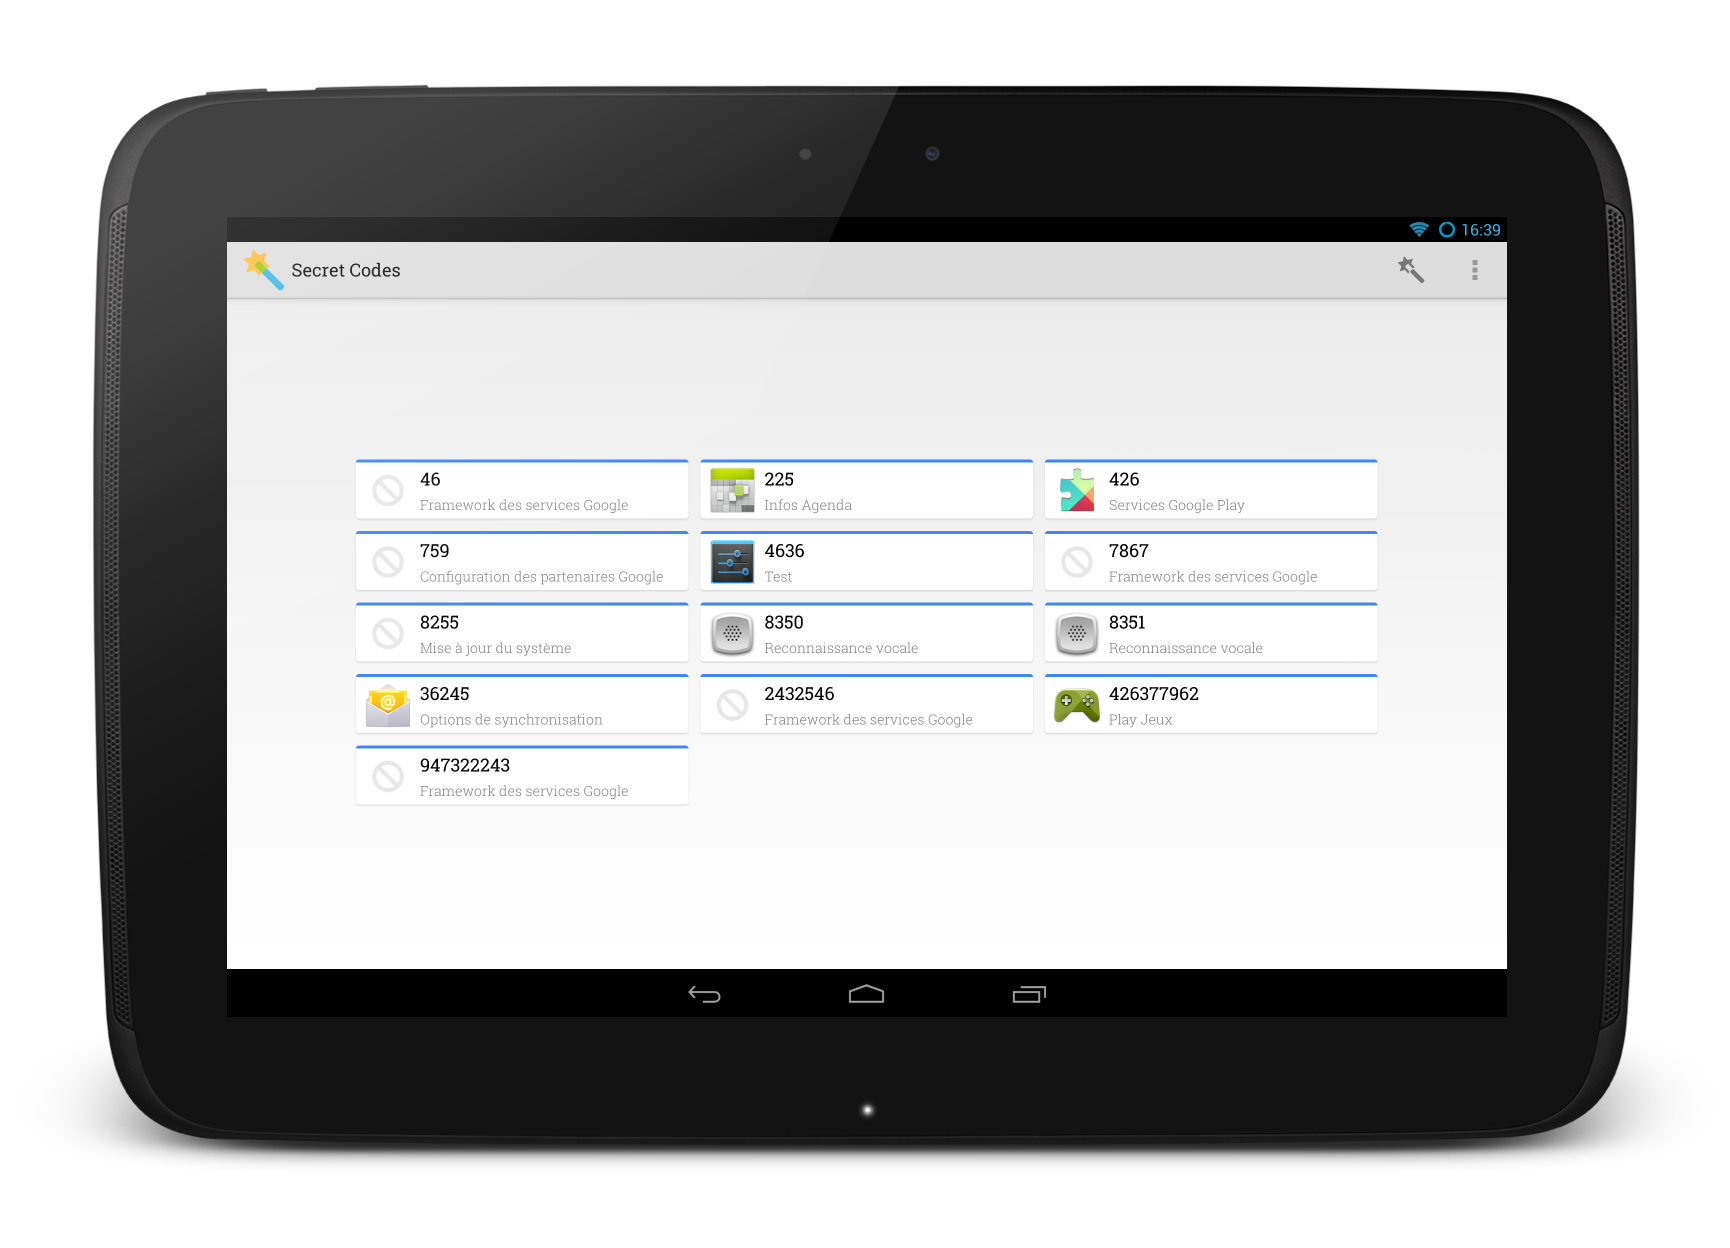 16:39
Secret Codes
46
Framework des services Google
225
Infos Agenda
426
Services Google Play
759
Configuration des partenaires Google
4636
Test
7867
Framework des services Google
8255
Mise à jour du système
8350
Reconnaissance vocale
8351
Reconnaissance vocale
36245
Options de synchronisation
2432546
Framework des services Google
426377962
Play Jeux
947322243
Framework des services Google